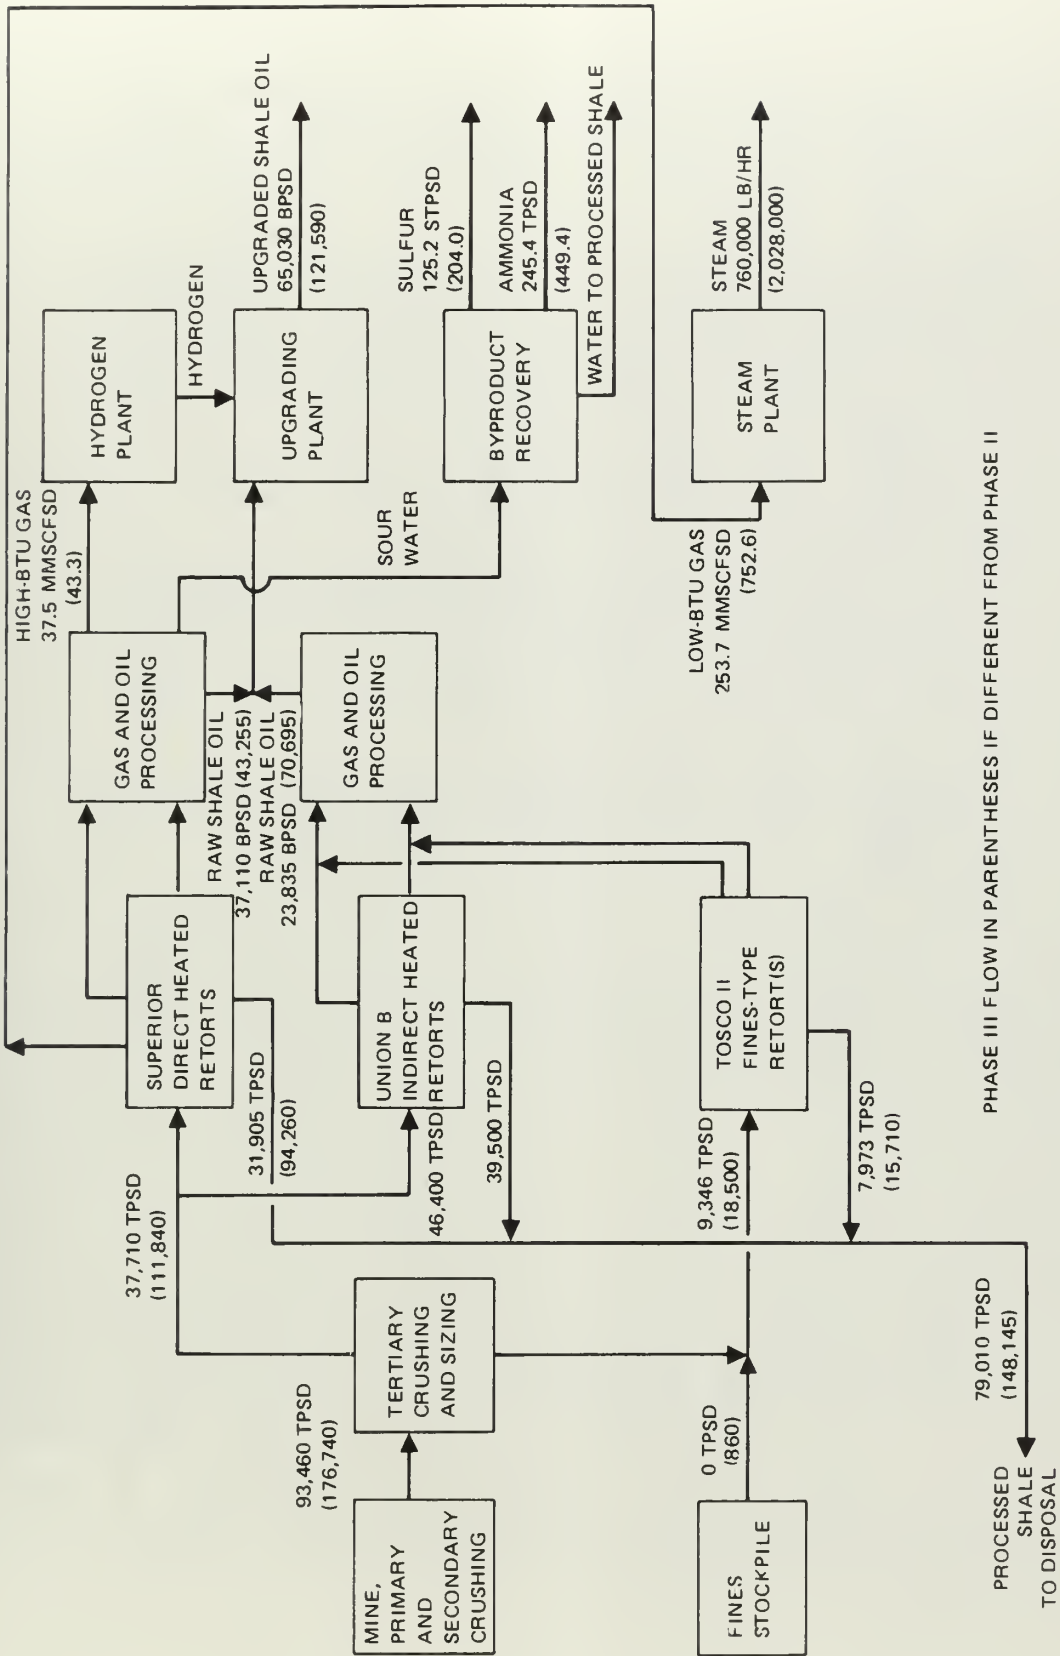 MINE,
PRIMARY
AND
SECONDARY
CRUSHING
93,460 TPSD
(176,740)
TERTIARY
CRUSHING
AND SIZING
FINES
STOCKPILE
0 TPSD
(860)
37,710 TPSD
(111,840)
SUPERIOR
DIRECT HEATED
RETORTS
31,905 TPSD
(94,260)
46,400 TPSD
UNION B
INDIRECT HEATED
RETORTS
39,500 TPSD
9,346 TPSD
(18,500)
TOSCO II
FINES-TYPE
RETORT(S)
7,973 TPSD
(15,710)
79,010 TPSD
(148,145)
PROCESSED
SHALE
TO DISPOSAL
GAS AND OIL
PROCESSING
RAW SHALE OIL
37,110 BPSD (43,255)
RAW SHALE OIL
23,835 BPSD (70,695)
GAS AND OIL
PROCESSING
HIGH-BTU GAS
37.5 MMSCFSD
(43.3)
HYDROGEN
PLANT
HYDROGEN
UPGRADING
PLANT
UPGRADED SHALE OIL
65,030 BPSD
(121,590)
SOUR
WATER
BYPRODUCT
RECOVERY
SULFUR
125.2 STPSD
(204.0)
AMMONIA
245.4 TPSD
(449.4)
WATER TO PROCESSED SHALE
LOW-BTU GAS
253.7 MMSCFSD
(752.6)
STEAM
PLANT
STEAM
760,000 LB/HR
(2,028,000)
PHASE III FLOW IN PARENTHESES IF DIFFERENT FROM PHASE II